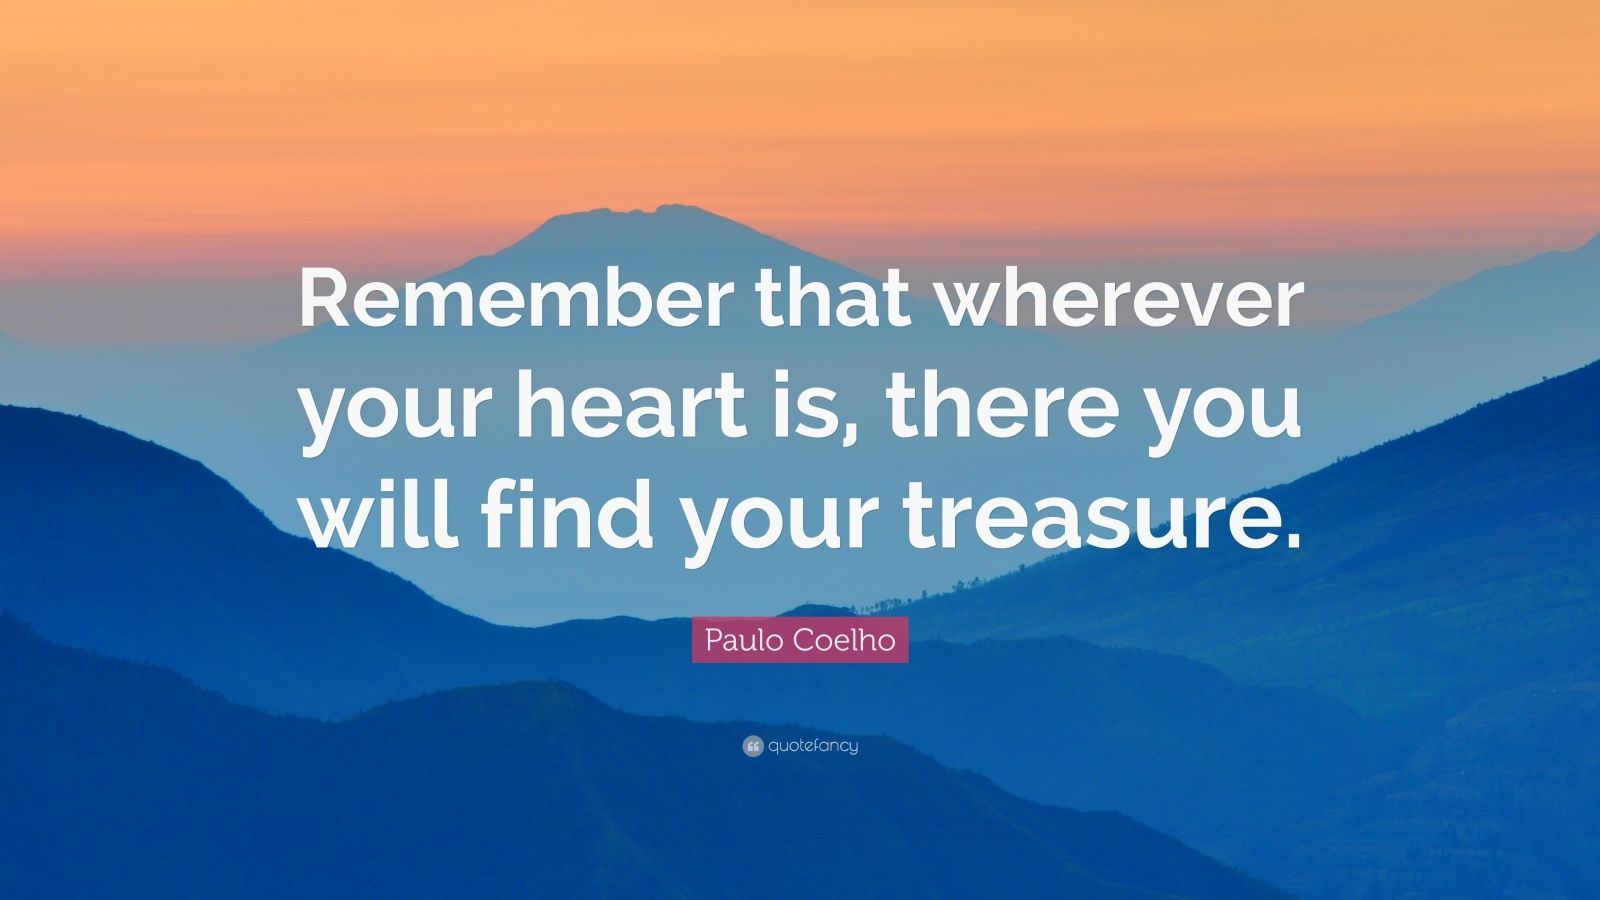 Remember that wherever
your heart is, there you
will find your treasure.
Paulo Coelho
quotefancy